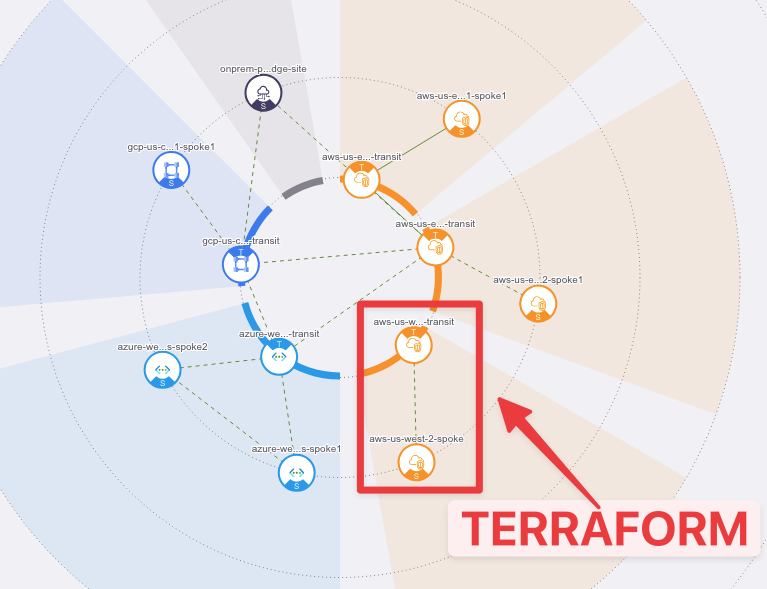 onprem-p...dge-site
S
aws-us-e...1-spoke1
S
gcp-us-c...1-spoke1
S
aws-us-e...-transit
T
aws-us-e...-transit
T
gcp-us-c...-transit
T
aws-us-e...2-spoke1
S
aws-us-w...-transit
T
azure-we...-transit
T
azure-we...s-spoke2
S
aws-us-west-2-spoke
S
azure-we...s-spoke1
S
TERRAFORM